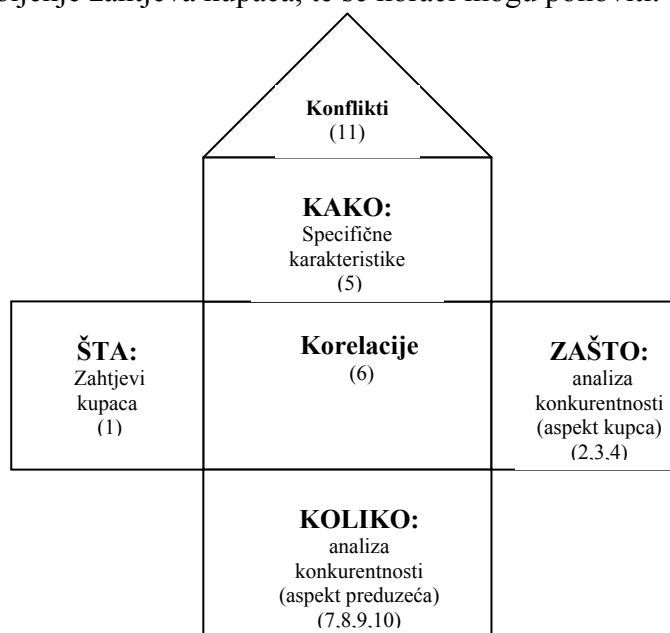 zahtjeva kupaca, te se koraci mogu ponoviti.
Konflikti
(11)
KAKO:
Specifične
karakteristike
(5)
ŠTA:
Zahtjevi
kupaca
(1)
Korelacije
(6)
ZAŠTO:
analiza
konkurentnosti
(aspekt kupca)
(2,3,4)
KOLIKO:
analiza
konkurentnosti
(aspekt preduzeća)
(7,8,9,10)